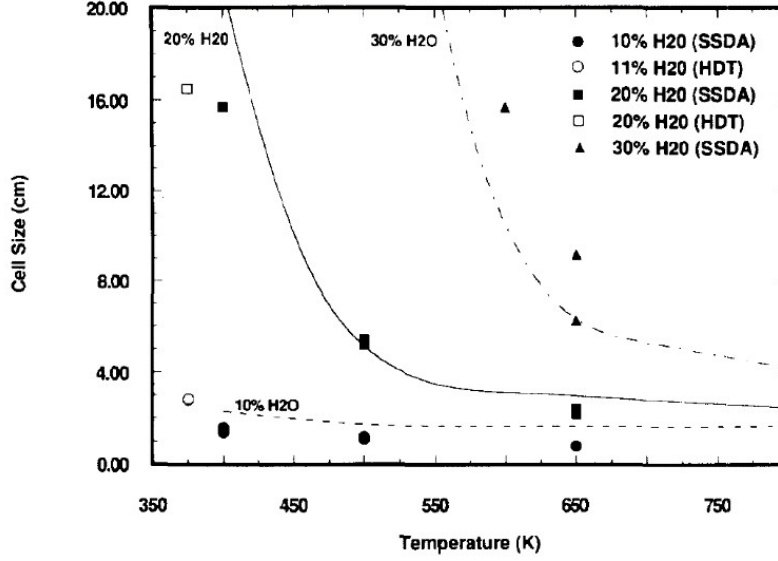 20.00
16.00
12.00
8.00
4.00
0.00
Cell Size (cm)
20% H20
30% H2O
10% H2O
10% H20 (SSDA)
11% H20 (HDT)
20% H20 (SSDA)
20% H20 (HDT)
30% H20 (SSDA)
350 450 550 650 750
Temperature (K)